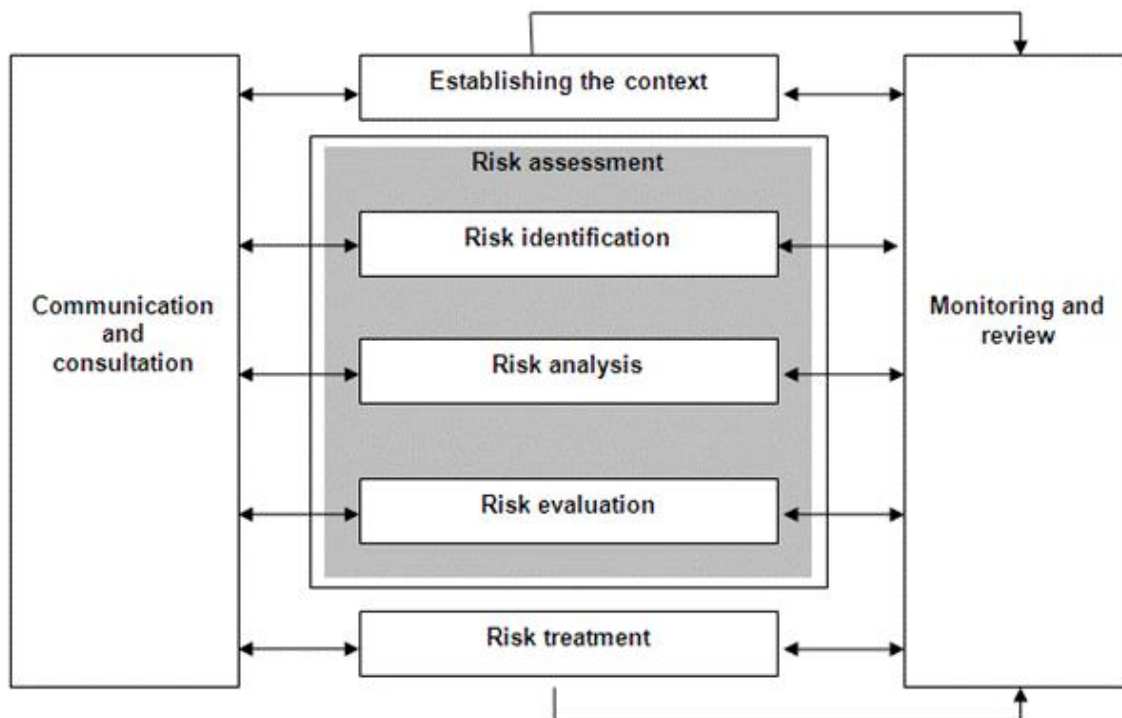 Establishing the context
Risk assessment
Risk identification
Communication
and
consultation
Monitoring and
review
Risk analysis
Risk evaluation
Risk treatment